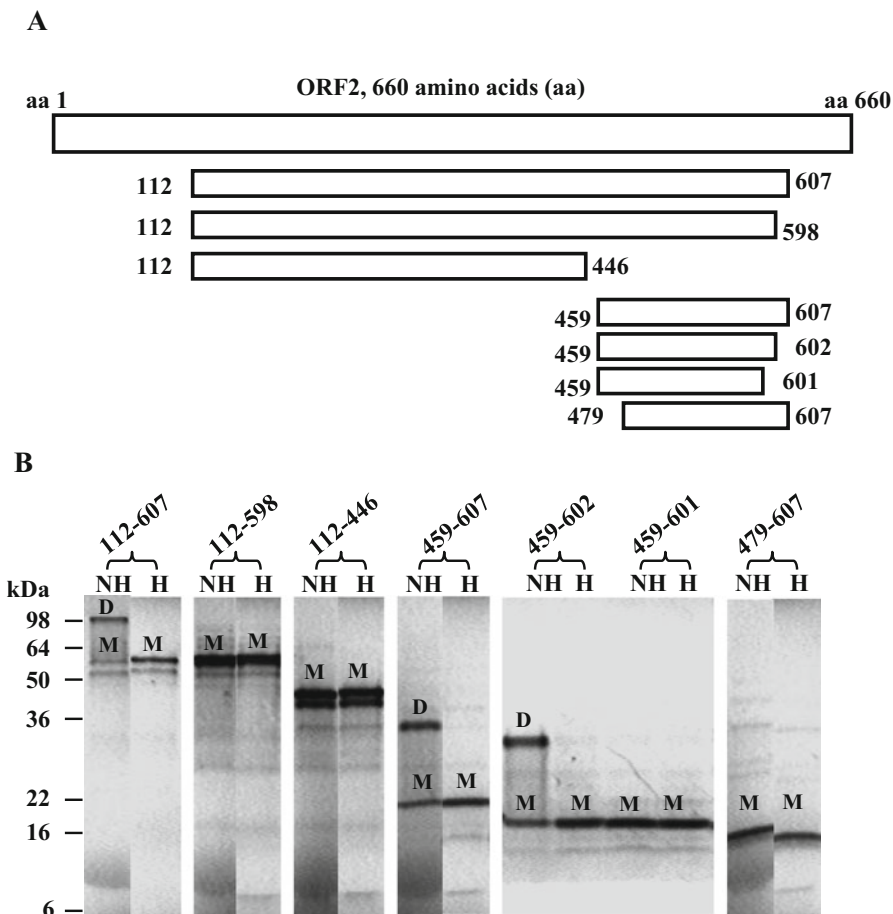 A
ORF2, 660 amino acids (aa)
aa 1
aa 660
112
607
112
598
112
446
459
607
459
602
459
601
479
607
B
112-607
112-598
112-446
459-607
459-602
459-601
479-607
kDa
NH H NH H NH H NH H NH H NH H NH H
98
64
50
36
22
16
6
D
M M
M M
M M
D
M M
D
M M M M
M M